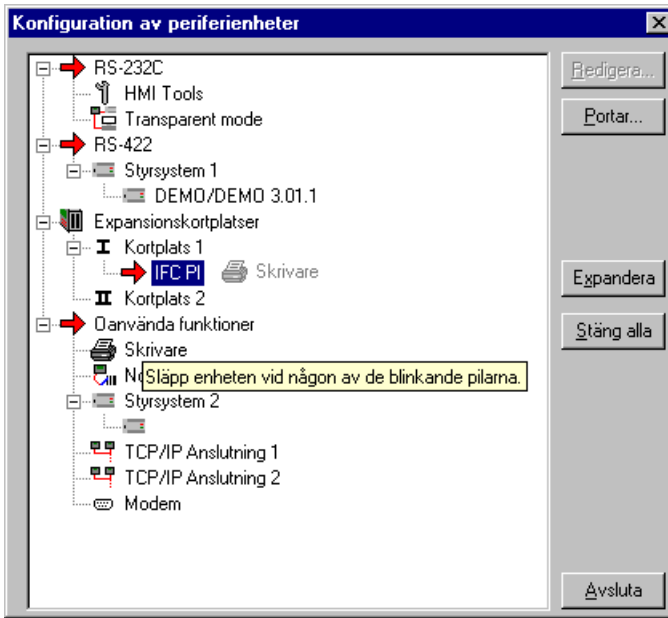 Konfiguration av periferienheter
RS-232C
HMI Tools
Transparent mode
RS-422
Styrsystem 1
DEMO/DEMO 3.01.1
Expansionskortplatser
I Kortplats 1
IFC PI Skrivare
II Kortplats 2
Oanvända funktioner
Skrivare
Släpp enheten vid någon av de blinkande pilarna.
Styrsystem 2
TCP/IP Anslutning 1
TCP/IP Anslutning 2
Modem
Redigera...
Portar...
Expandera
Stäng alla
Avsluta